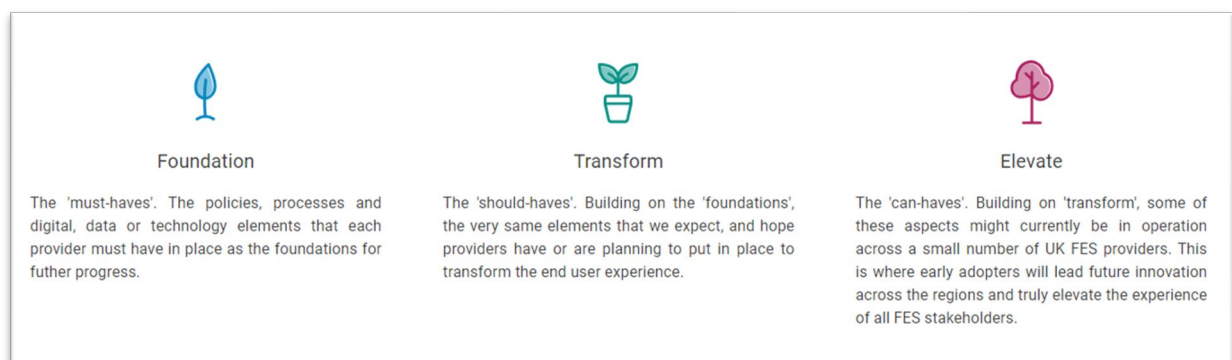 Foundation
The 'must-haves'. The policies, processes and
digital, data or technology elements that each
provider must have in place as the foundations for
futher progress.
Transform
The 'should-haves'. Building on the 'foundations',
the very same elements that we expect, and hope
providers have or are planning to put in place to
transform the end user experience.
Elevate
The 'can-haves'. Building on 'transform', some of
these aspects might currently be in operation
across a small number of UK FES providers. This
is where early adopters will lead future innovation
across the regions and truly elevate the experience
of all FES stakeholders.